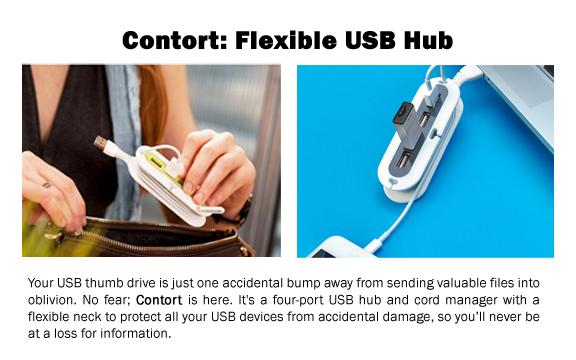 Contort: Flexible USB Hub
Your USB thumb drive is just one accidental bump away from sending valuable files into
oblivion. No fear; Contort is here. It's a four-port USB hub and cord manager with a
flexible neck to protect all your USB devices from accidental damage, so you'll never be
at a loss for information.